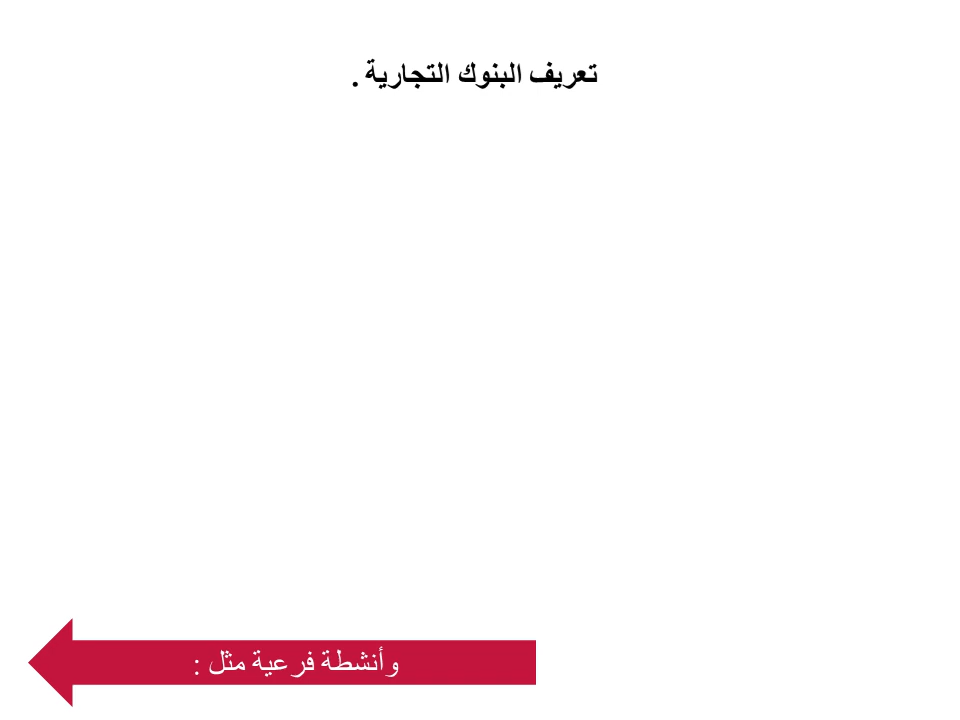 تعريف البنوك التجارية .
وأنشطة فرعية مثل :